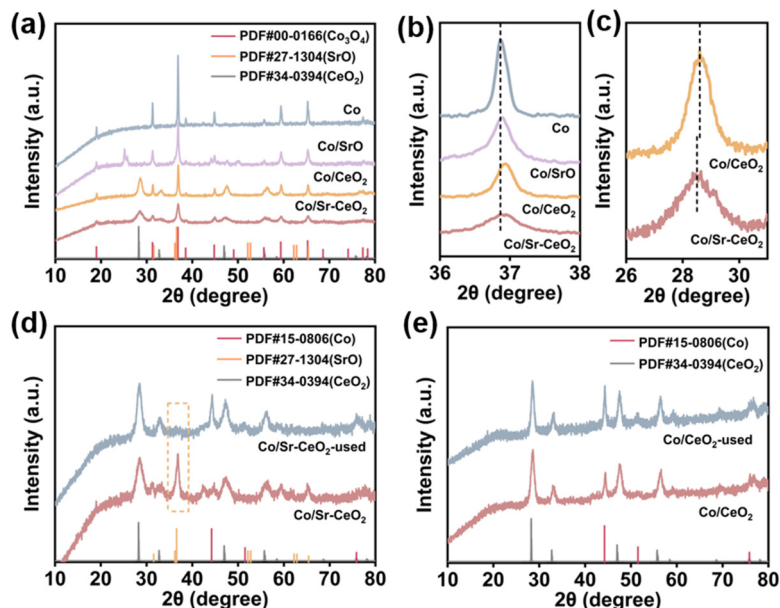 (a)
PDF#00-0166(Co₃O₄)
PDF#27-1304(SrO)
PDF#34-0394(CeO₂)
Co
Co/SrO
Co/CeO₂
Co/Sr-CeO₂
Intensity (a.u.)
10 20 30 40 50 60 70 80
2θ (degree)
(b)
Co
Co/SrO
Co/CeO₂
Co/Sr-CeO₂
Intensity (a.u.)
36 37 38
2θ (degree)
(c)
Co/CeO₂
Co/Sr-CeO₂
Intensity (a.u.)
26 28 30
2θ (degree)
(d)
PDF#15-0806(Co)
PDF#27-1304(SrO)
PDF#34-0394(CeO₂)
Co/Sr-CeO₂-used
Co/Sr-CeO₂
Intensity (a.u.)
10 20 30 40 50 60 70 80
2θ (degree)
(e)
PDF#15-0806(Co)
PDF#34-0394(CeO₂)
Co/CeO₂-used
Co/CeO₂
Intensity (a.u.)
10 20 30 40 50 60 70 80
2θ (degree)